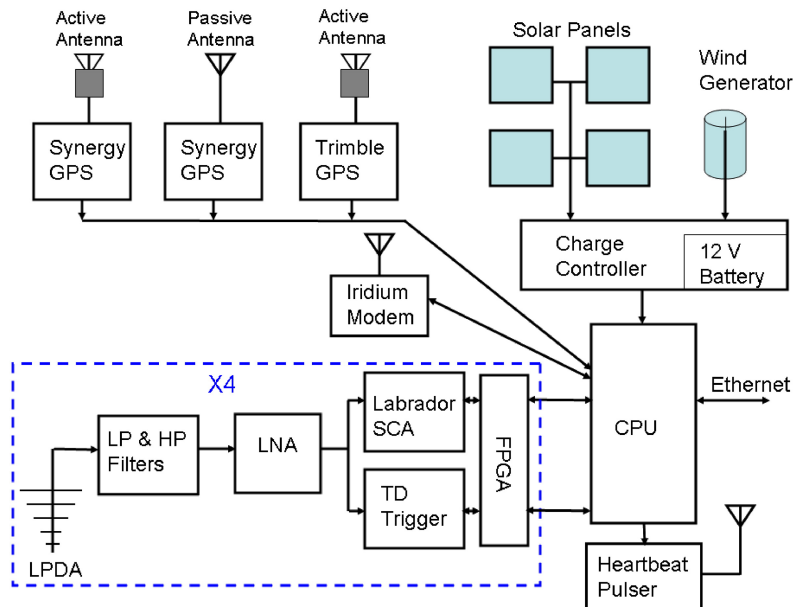 Active
Antenna
Passive
Antenna
Active
Antenna
Solar Panels
Wind
Generator
Synergy
GPS
Synergy
GPS
Trimble
GPS
Charge
Controller
12 V
Battery
Iridium
Modem
X4
LP & HP
Filters
LNA
Labrador
SCA
TD
Trigger
FPGA
CPU
Ethernet
LPDA
Heartbeat
Pulser